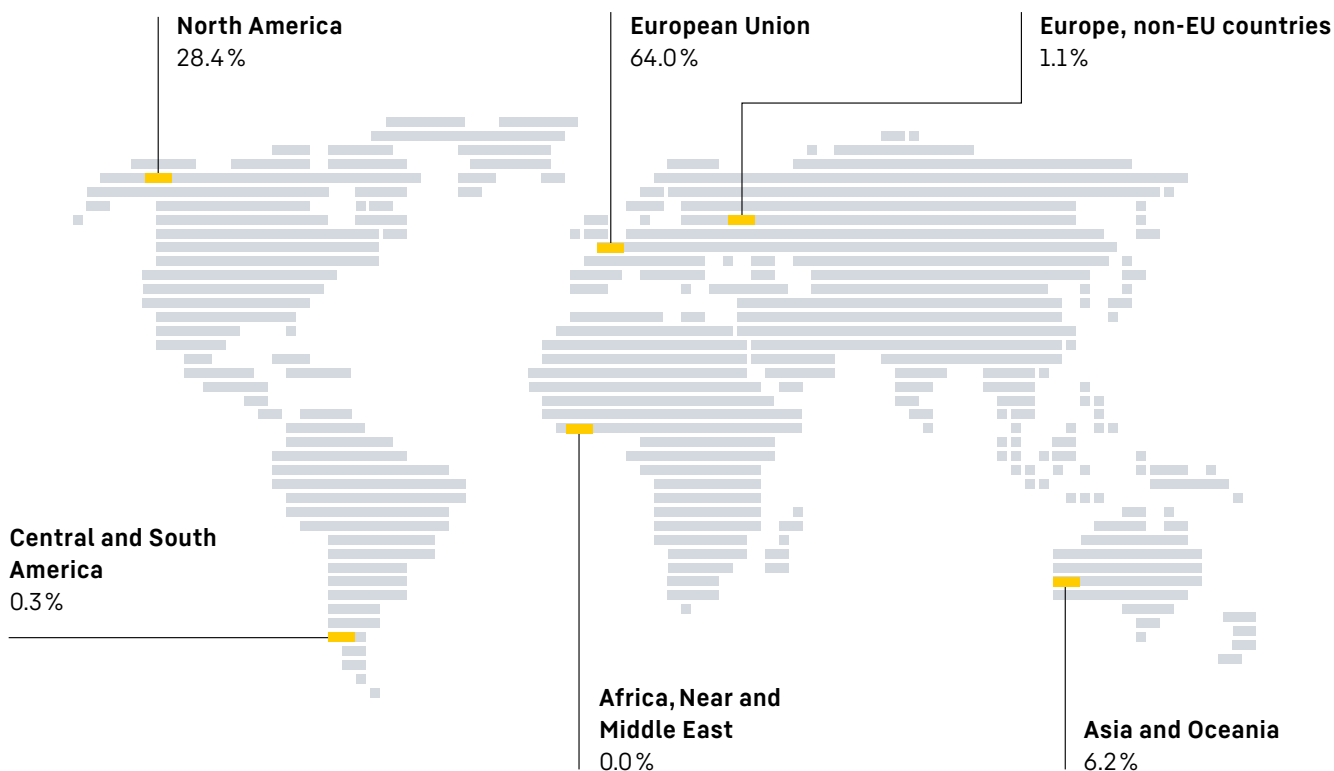 North America
28.4 %
European Union
64.0 %
Europe, non-EU countries
1.1 %
Central and South
America
0.3 %
Africa, Near and
Middle East
0.0 %
Asia and Oceania
6.2 %